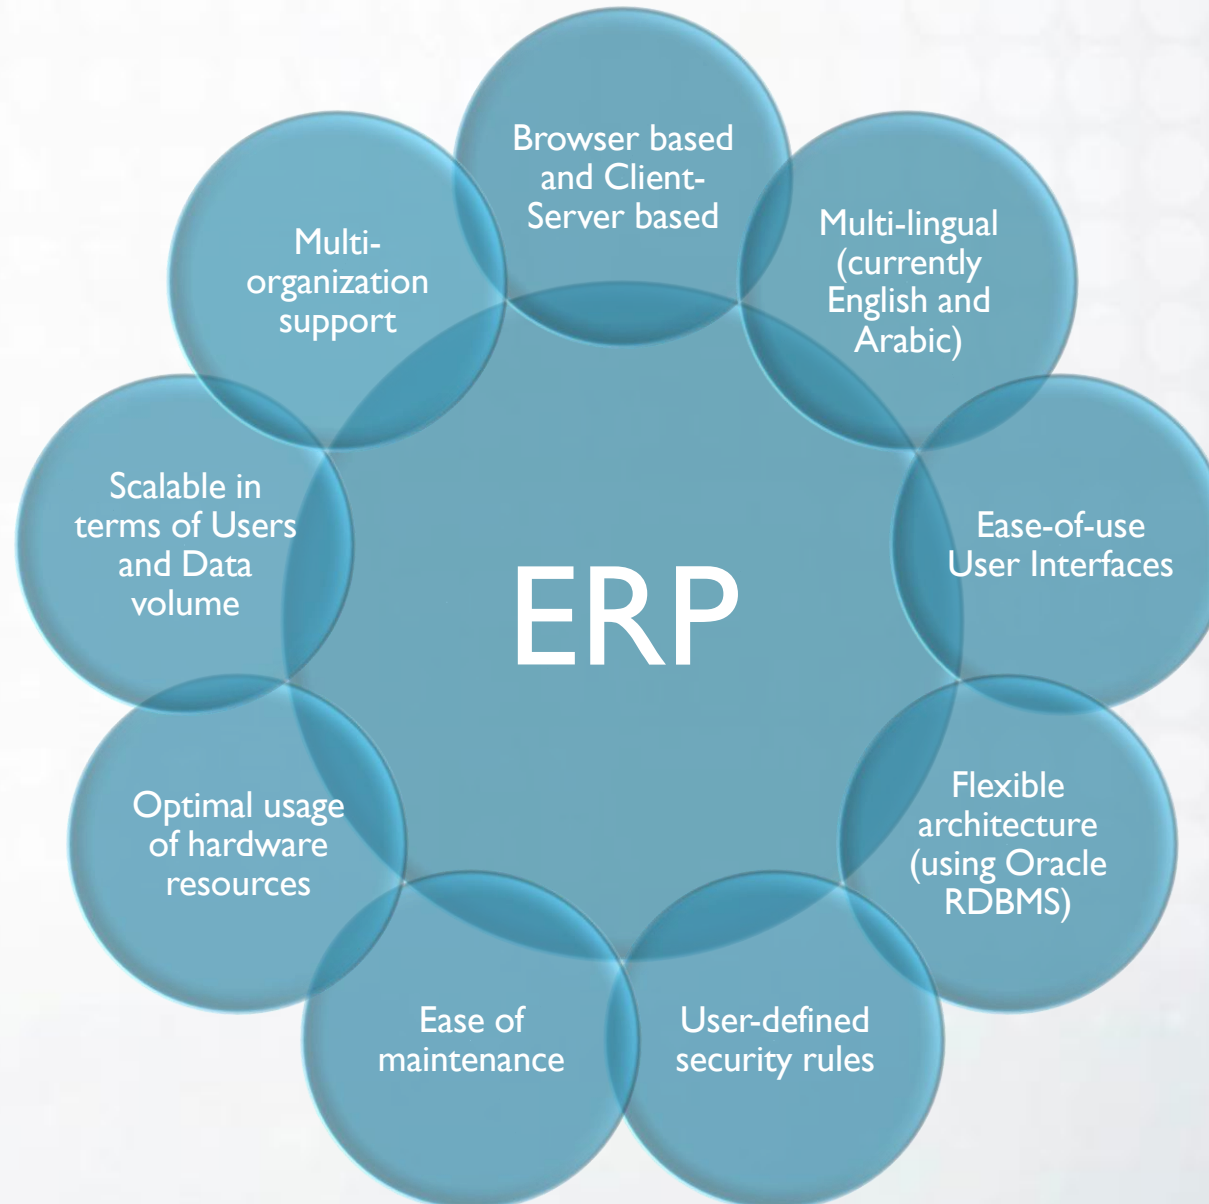 Browser based
and Client-
Server based
Multi-lingual
(currently
English and
Arabic)
Ease-of-use
User Interfaces
Flexible
architecture
(using Oracle
RDBMS)
User-defined
security rules
Ease of
maintenance
Optimal usage
of hardware
resources
Scalable in
terms of Users
and Data
volume
Multi-
organization
support
ERP